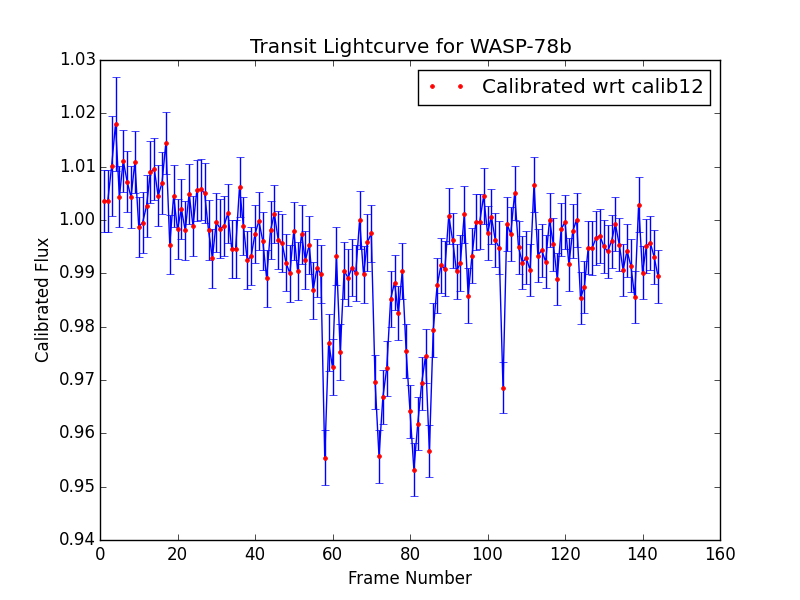 Transit Lightcurve for WASP-78b
1.03
Calibrated wrt calib12
1.02
1.01
1.00
0.99
0.98
0.97
0.96
0.95
0.94
Calibrated Flux
0 20 40 60 80 100 120 140 160
Frame Number